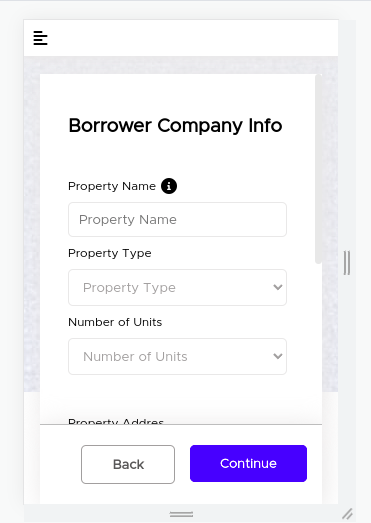 Borrower Company Info
Property Name
Property Name
Property Type
Property Type
Number of Units
Number of Units
Property Addres
Back
Continue